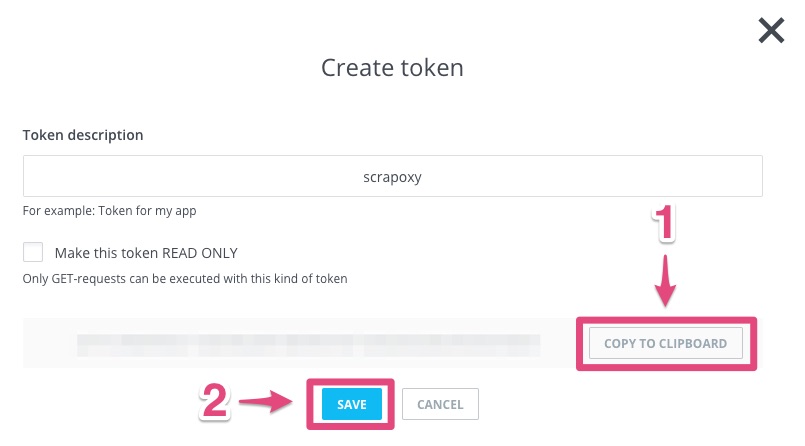 Create token
Token description
scrapoxy
For example: Token for my app
1
Make this token READ ONLY
Only GET-requests can be executed with this kind of token
COPY TO CLIPBOARD
2
SAVE
CANCEL